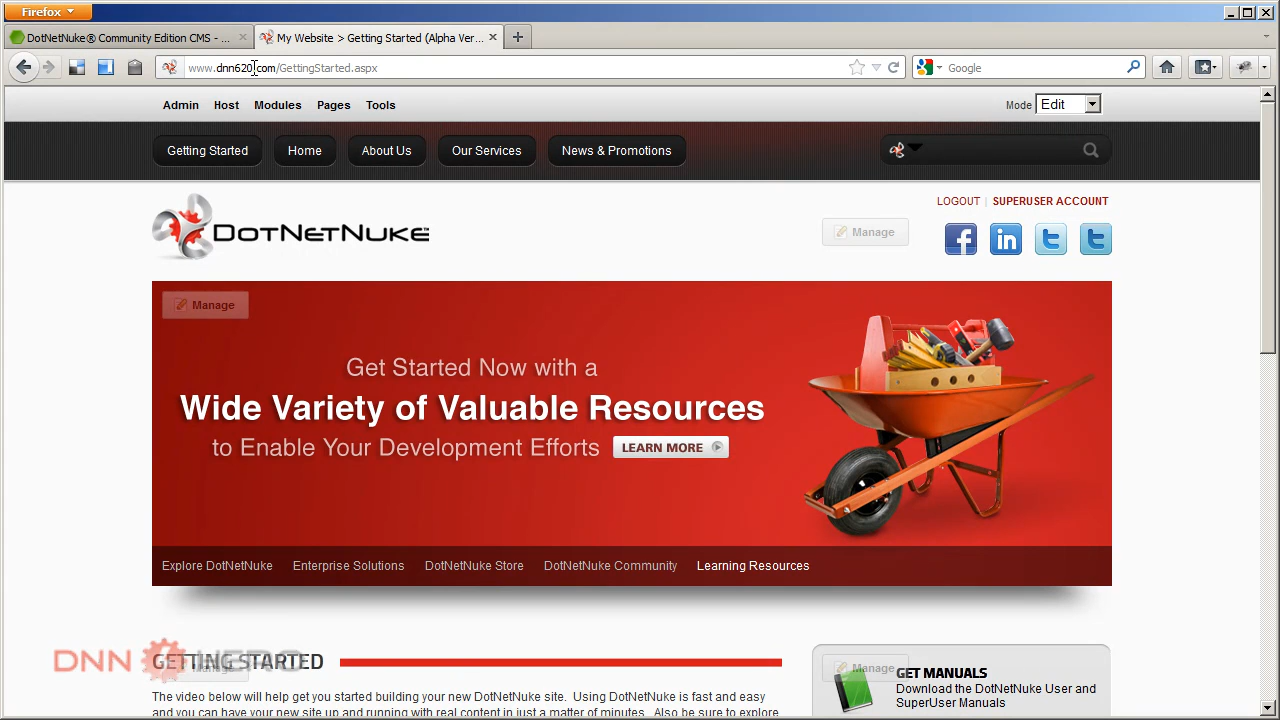 Firefox
DotNetNuke® Community Edition CMS - ...
My Website > Getting Started (Alpha Ver...
www.dnn620.com/GettingStarted.aspx
Google
Admin Host Modules Pages Tools
Mode Edit
Getting Started Home About Us Our Services News & Promotions
LOGOUT | SUPERUSER ACCOUNT
DOTNETNUKE
Manage
Manage
Get Started Now with a
Wide Variety of Valuable Resources
to Enable Your Development Efforts LEARN MORE
Explore DotNetNuke Enterprise Solutions DotNetNuke Store DotNetNuke Community Learning Resources
DNN HERO
GETTING STARTED
Manage
Manage
GET MANUALS
Download the DotNetNuke User and
SuperUser Manuals
The video below will help get you started building your new DotNetNuke site. Using DotNetNuke is fast and easy
and you can have your new site up and running with real content in just a matter of minutes. Also be sure to explore